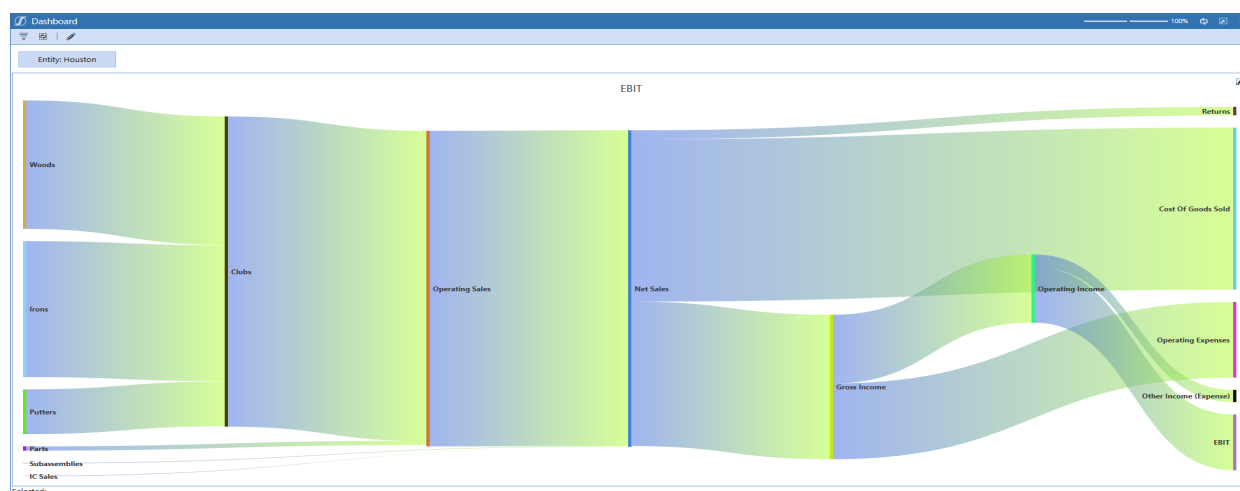 Dashboard
100%
Entity: Houston
EBIT
Returns
Woods
Cost Of Goods Sold
Clubs
Operating Sales
Net Sales
Operating Income
Irons
Operating Expenses
Gross Income
Other Income (Expense)
Putters
EBIT
Parts
Subassemblies
IC Sales
Selected: